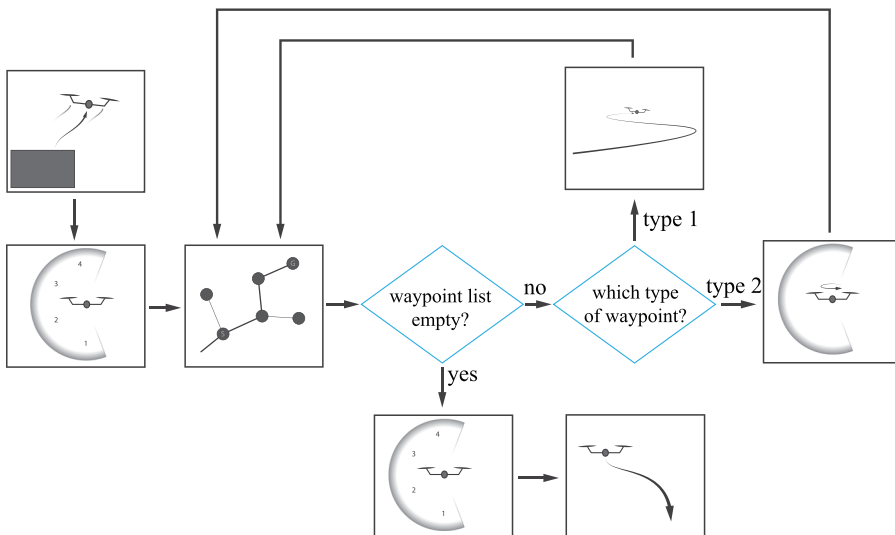 type 1
4
3
2
1
G
S
waypoint list
empty?
no
which type
of waypoint?
type 2
yes
4
3
2
1